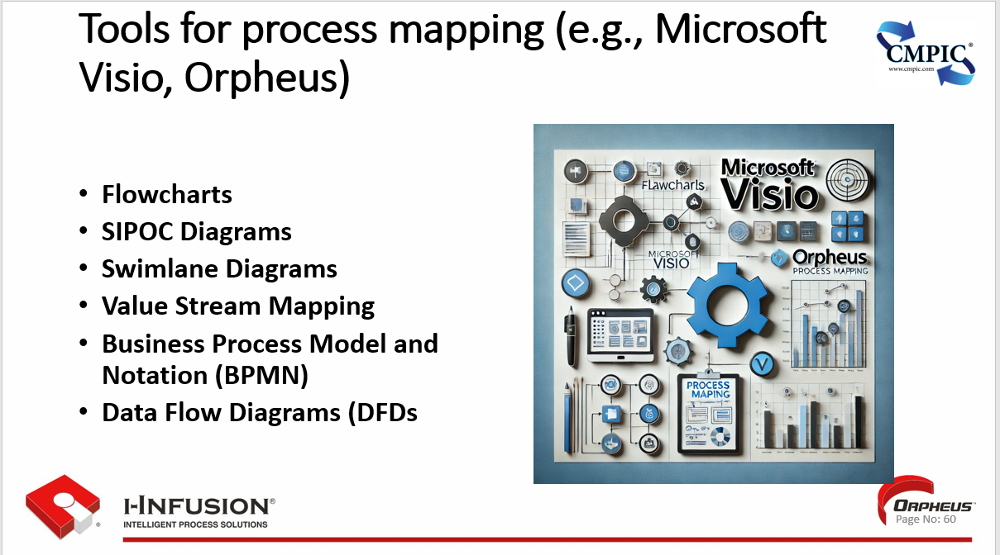 Tools for process mapping (e.g., Microsoft
Visio, Orpheus)
CMPIC®
www.cmpic.com
• Flowcharts
• SIPOC Diagrams
• Swimlane Diagrams
• Value Stream Mapping
• Business Process Model and
Notation (BPMN)
• Data Flow Diagrams (DFDs
Microsoft
Visio
Flawcharls
MICROSOFT
VISIO
Orpheus
PROCESS MAPPING
V
PROCESS
MAPING
I-INFUSION®
INTELLIGENT PROCESS SOLUTIONS
ORPHEUS™
Page No: 60